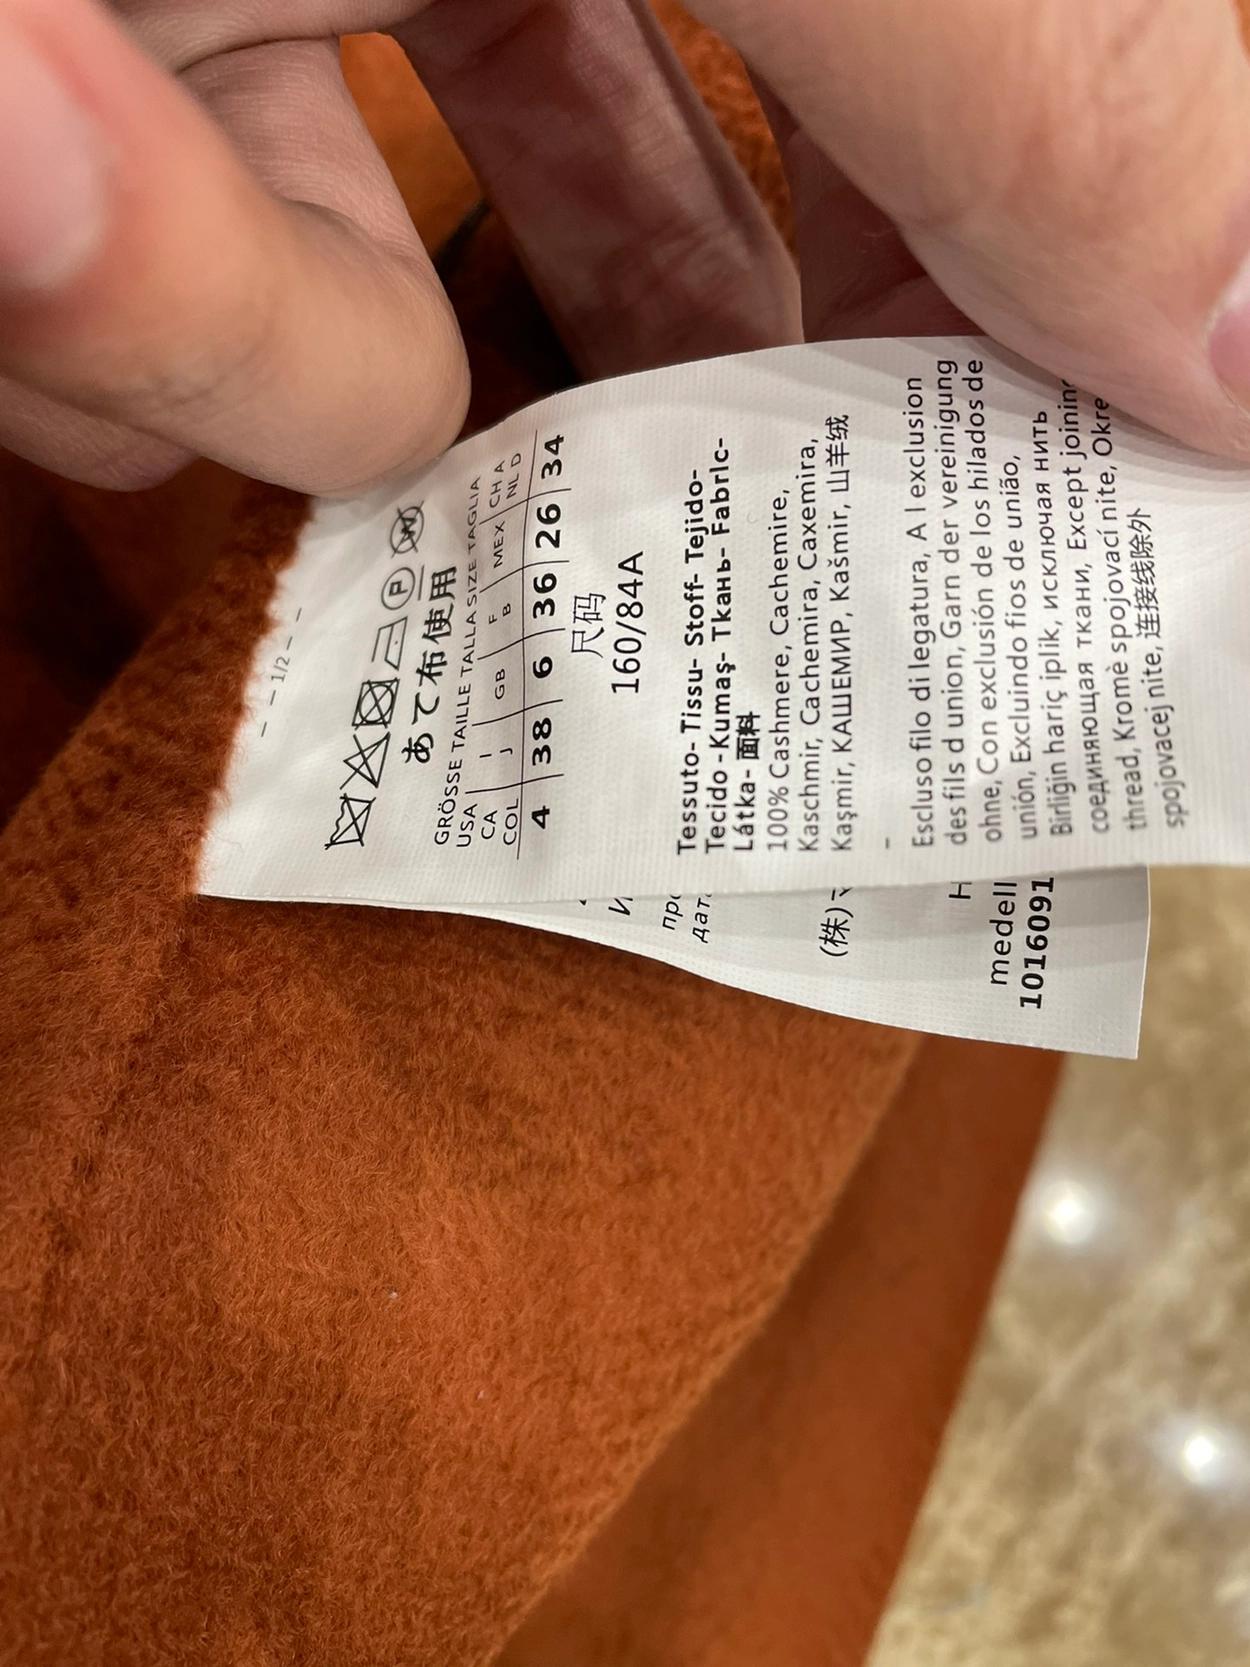 1/2
P
W
あて布使用
GRÖSSE TAILLE TALLA SIZE TAGLIA
USA CA COL
I J
GB
F B
MEX
CH A NL D
4 38 6 36 26 34
尺码
160/84A
Tessuto- Tissu- Stoff- Tejido-
Tecido -Kumaş- Ткань- Fabric-
Látka- 面料
100% Cashmere, Cachemire,
Kaschmir, Cachemira, Caxemira,
Kaşmir, КАШЕМИР, Kašmir, 山羊绒
-
Escluso filo di legatura, A l exclusion
des fils d union, Garn der vereinigung
ohne, Con exclusión de los hilados de
unión, Excluindo fios de união,
Birliğin hariç iplik, исключая нить
соединяющая ткани, Except joining
thread, Kromè spojovací nite, Okre
spojovacej nite, 连接线除外
(株)マ
H
medell
1016091